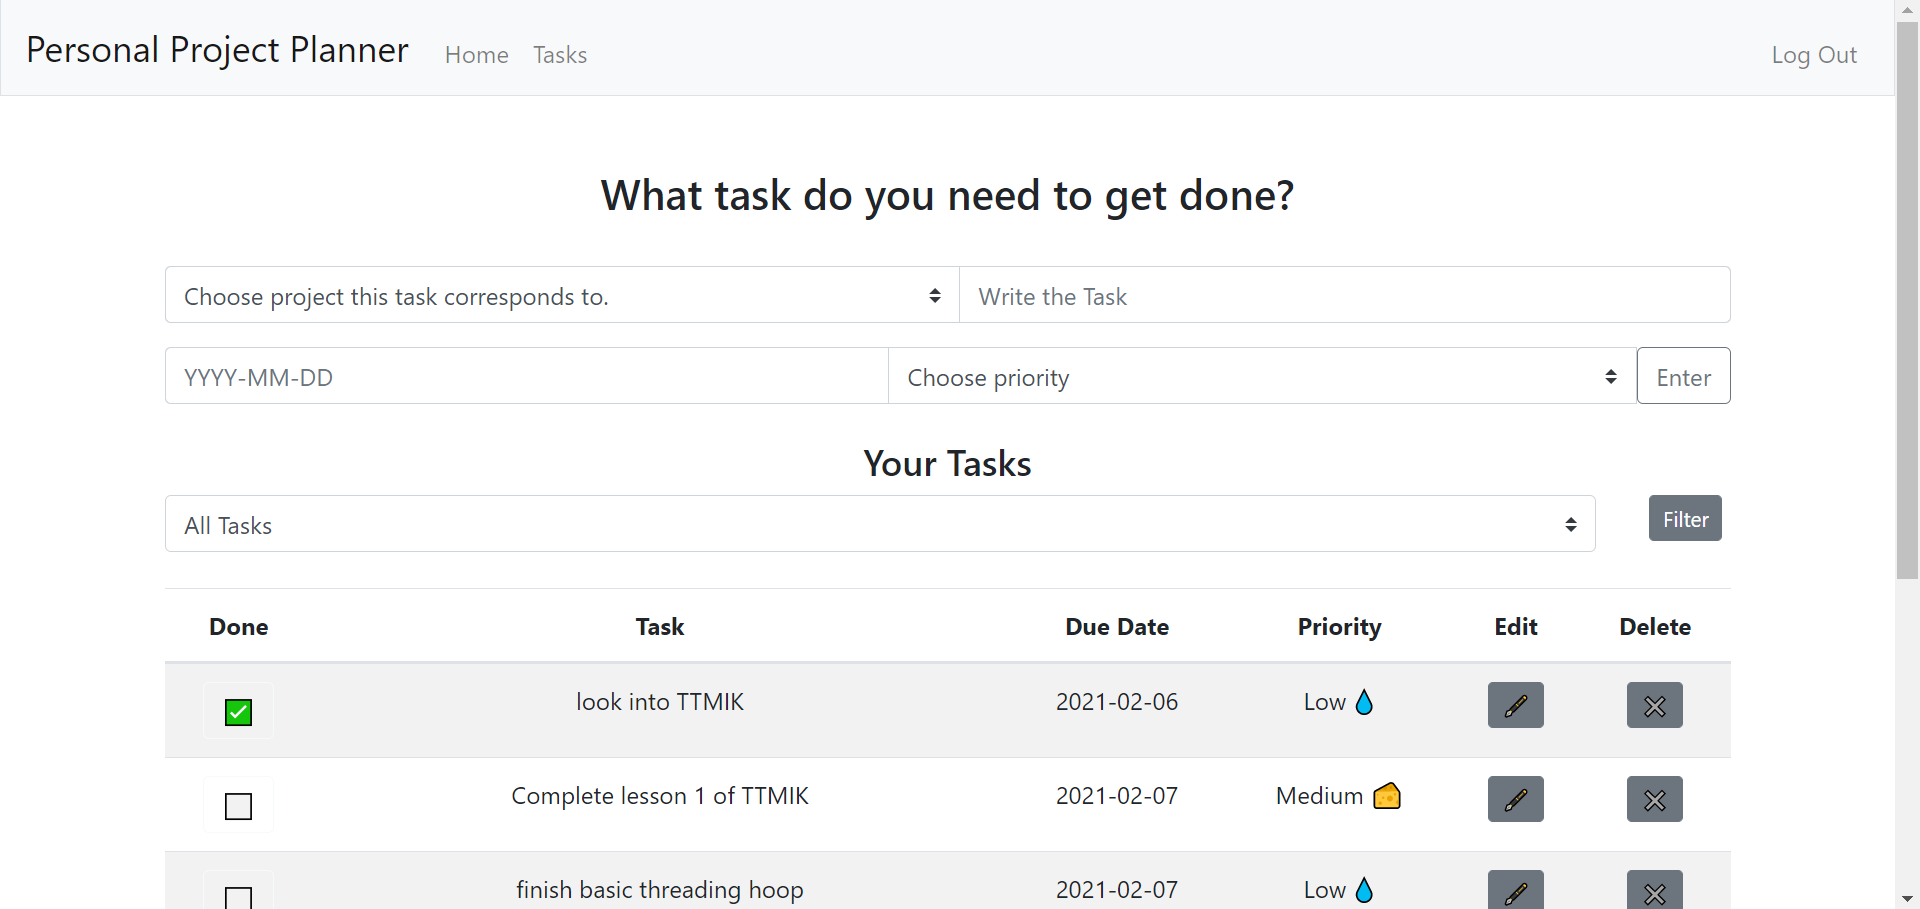 Personal Project Planner Home Tasks Log Out
What task do you need to get done?
Choose project this task corresponds to. Write the Task
YYYY-MM-DD Choose priority Enter
Your Tasks
All Tasks Filter
Done Task Due Date Priority Edit Delete
look into TTMIK 2021-02-06 Low
Complete lesson 1 of TTMIK 2021-02-07 Medium
finish basic threading hoop 2021-02-07 Low